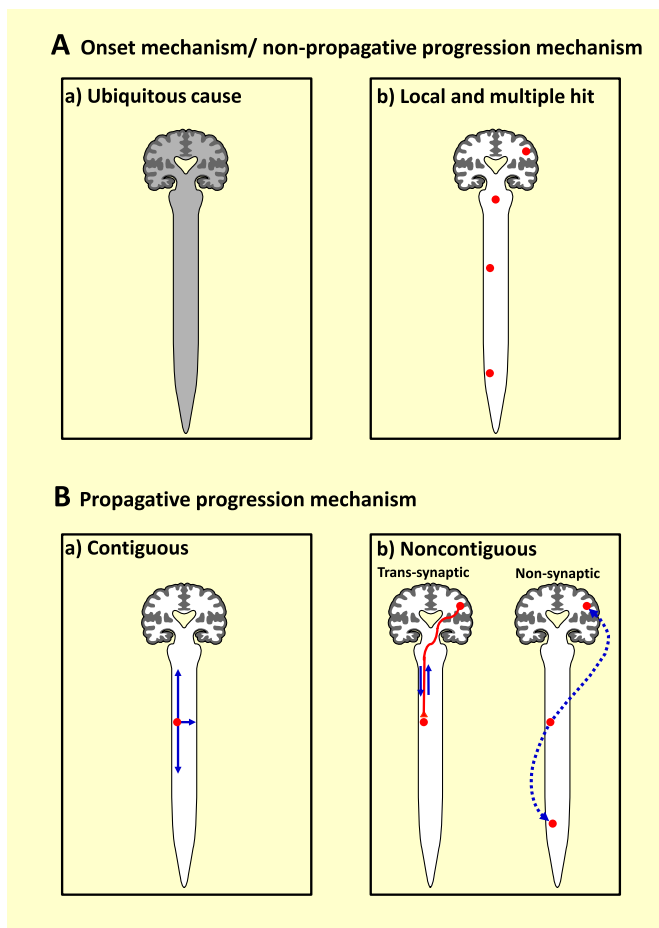 A Onset mechanism/ non-propagative progression mechanism
a) Ubiquitous cause
b) Local and multiple hit
B Propagative progression mechanism
a) Contiguous
b) Noncontiguous
Trans-synaptic
Non-synaptic